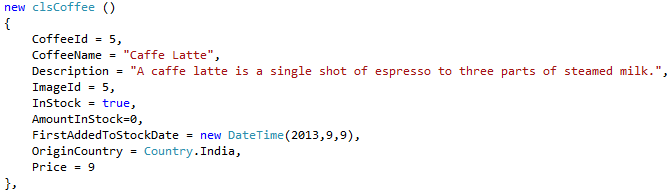 new clsCoffee ()
{
    CoffeeId = 5,
    CoffeeName = "Caffe Latte",
    Description = "A caffe latte is a single shot of espresso to three parts of steamed milk.",
    ImageId = 5,
    InStock = true,
    AmountInStock=0,
    FirstAddedToStockDate = new DateTime(2013,9,9),
    OriginCountry = Country.India,
    Price = 9
},